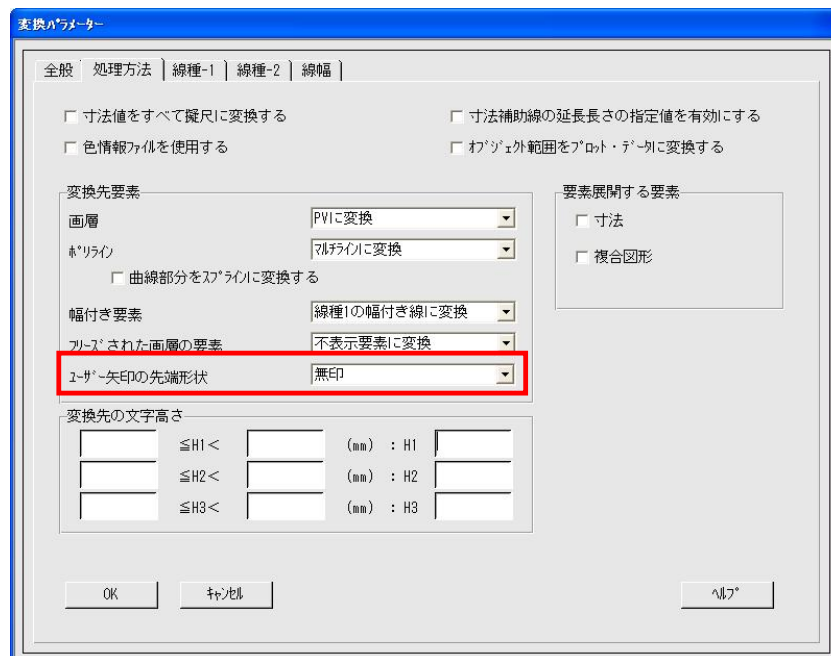 変換ﾊﾟﾗﾒｰﾀｰ
全般 処理方法 線種-1 線種-2 線幅
寸法値をすべて擬尺に変換する 寸法補助線の延長長さの指定値を有効にする
色情報ﾌｧｲﾙを使用する ｵﾌﾞｼﾞｪｸﾄ範囲をﾌﾟﾛｯﾄ・ﾃﾞｰﾀに変換する
変換先要素 要素展開する要素
画層 PVに変換 寸法
ﾎﾟﾘﾗｲﾝ ﾏﾙﾁﾗｲﾝに変換
複合図形
曲線部分をｽﾌﾟﾗｲﾝに変換する
幅付き要素 線種1の幅付き線に変換
ﾌﾘｰｽﾞされた画層の要素 不表示要素に変換
ﾕｰｻﾞｰ矢印の先端形状 無印
変換先の文字高さ
≦H1＜ (mm) : H1
≦H2＜ (mm) : H2
≦H3＜ (mm) : H3
OK ｷｬﾝｾﾙ ﾍﾙﾌﾟ